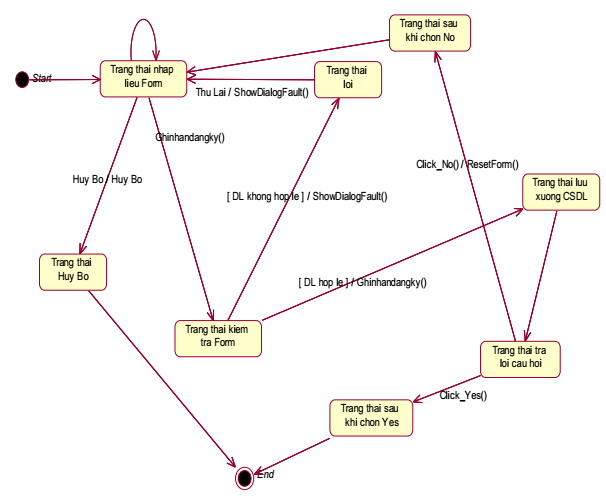 Trang thai sau
khi chon No
Start
Trang thai nhap
lieu Form
Trang thai
loi
Thu Lai / ShowDialogFault()
Ghinhandangky()
Click_No() / ResetForm()
Huy Bo / Huy Bo
[ DL khong hop le ] / ShowDialogFault()
Trang thai luu
xuong CSDL
Trang thai
Huy Bo
[ DL hop le ] / Ghinhandangky()
Trang thai kiem
tra Form
Trang thai tra
loi cau hoi
Click_Yes()
Trang thai sau
khi chon Yes
End